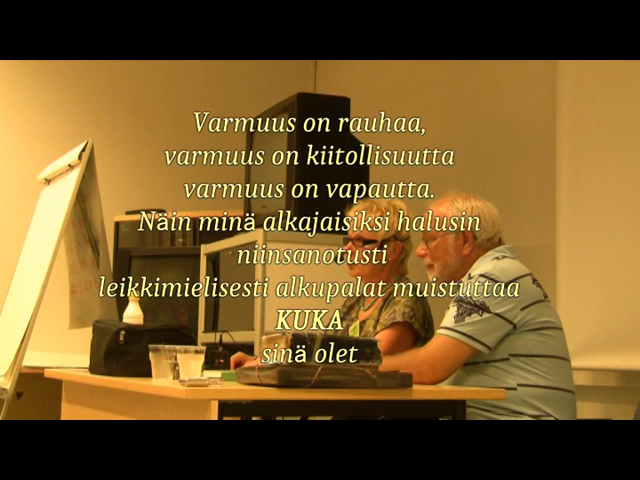 Varmuus on rauhaa,
varmuus on kiitollisuutta
varmuus on vapautta.
Näin minä alkajaisiksi halusin
niinsanotusti
leikkimielisesti alkupalat muistuttaa
KUKA
sinä olet